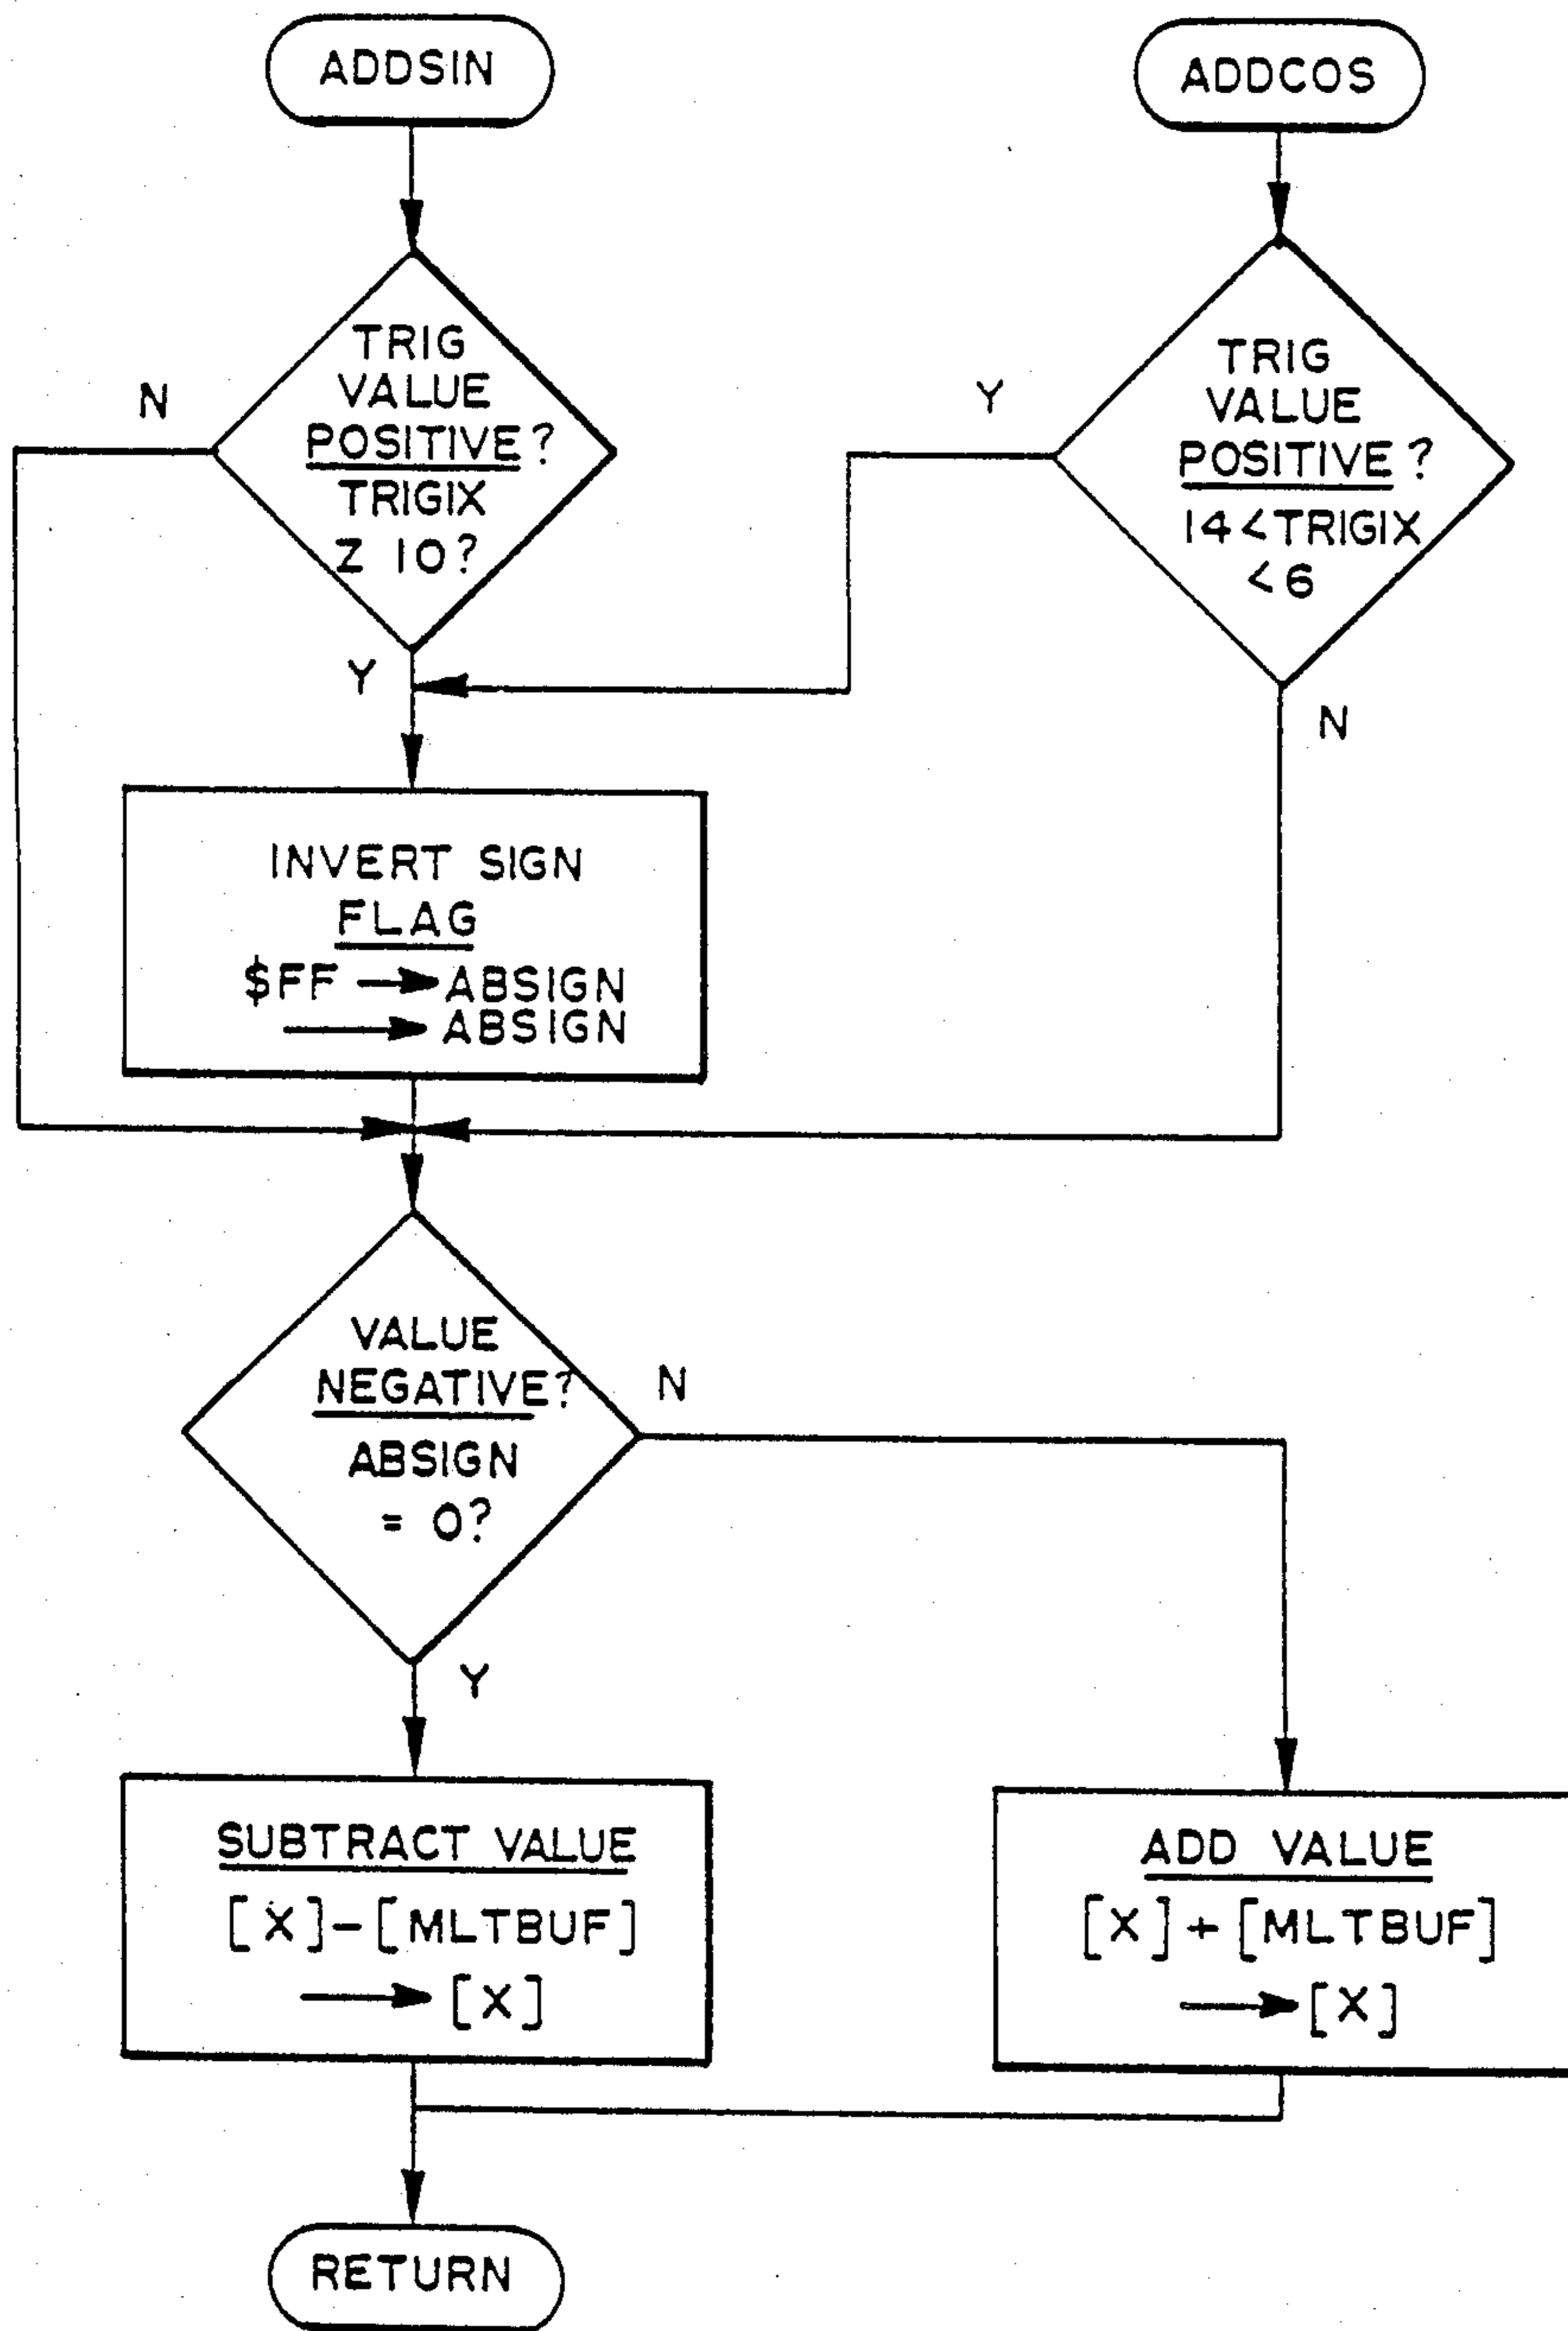 ADDSIN
TRIG
VALUE
POSITIVE?
TRIGIX
Z 10?
N
Y
ADDCOS
TRIG
VALUE
POSITIVE?
14<TRIGIX
<6
Y
N
INVERT SIGN
FLAG
$FF → ABSIGN
→ ABSIGN
VALUE
NEGATIVE?
ABSIGN
= 0?
N
Y
SUBTRACT VALUE
[X]-[MLTBUF]
→ [X]
ADD VALUE
[X]+[MLTBUF]
→ [X]
RETURN